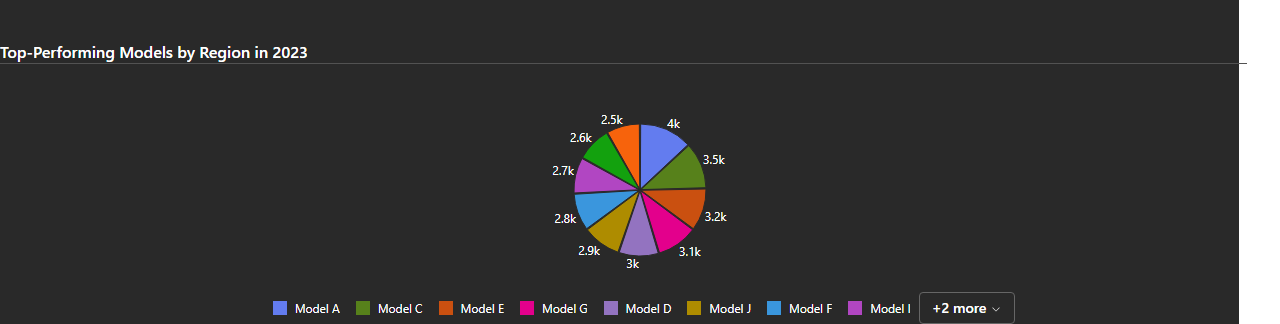 Top-Performing Models by Region in 2023
2.5k
4k
2.6k
3.5k
2.7k
2.8k
3.2k
2.9k
3.1k
3k
Model A Model C Model E Model G Model D Model J Model F Model I +2 more